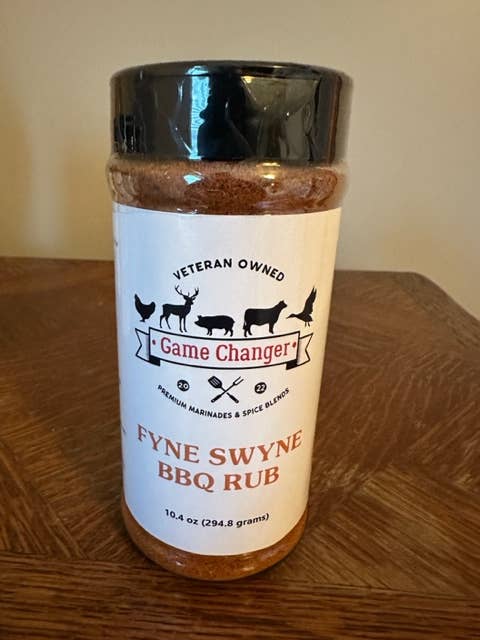 VETERAN OWNED
Game Changer
20 22
PREMIUM MARINADES & SPICE BLENDS
FYNE SWYNE
BBQ RUB
10.4 oz (294.8 grams)